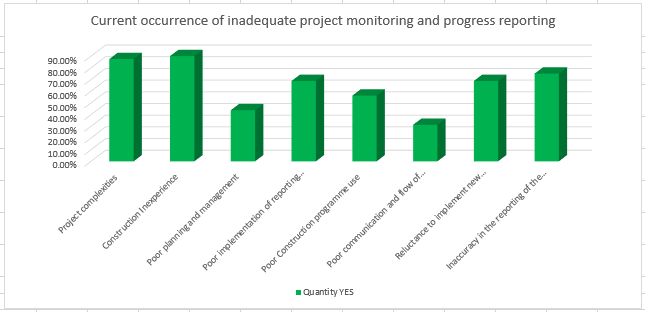 Current occurrence of inadequate project monitoring and progress reporting
90.00%
80.00%
70.00%
60.00%
50.00%
40.00%
30.00%
20.00%
10.00%
0.00%
Project complexities
Construction Inexperience
Poor planning and management
Poor implementation of reporting...
Poor Construction programme use
Poor communication and flow of...
Reluctance to implement new...
Inaccuracy in the reporting of the...
Quantity YES